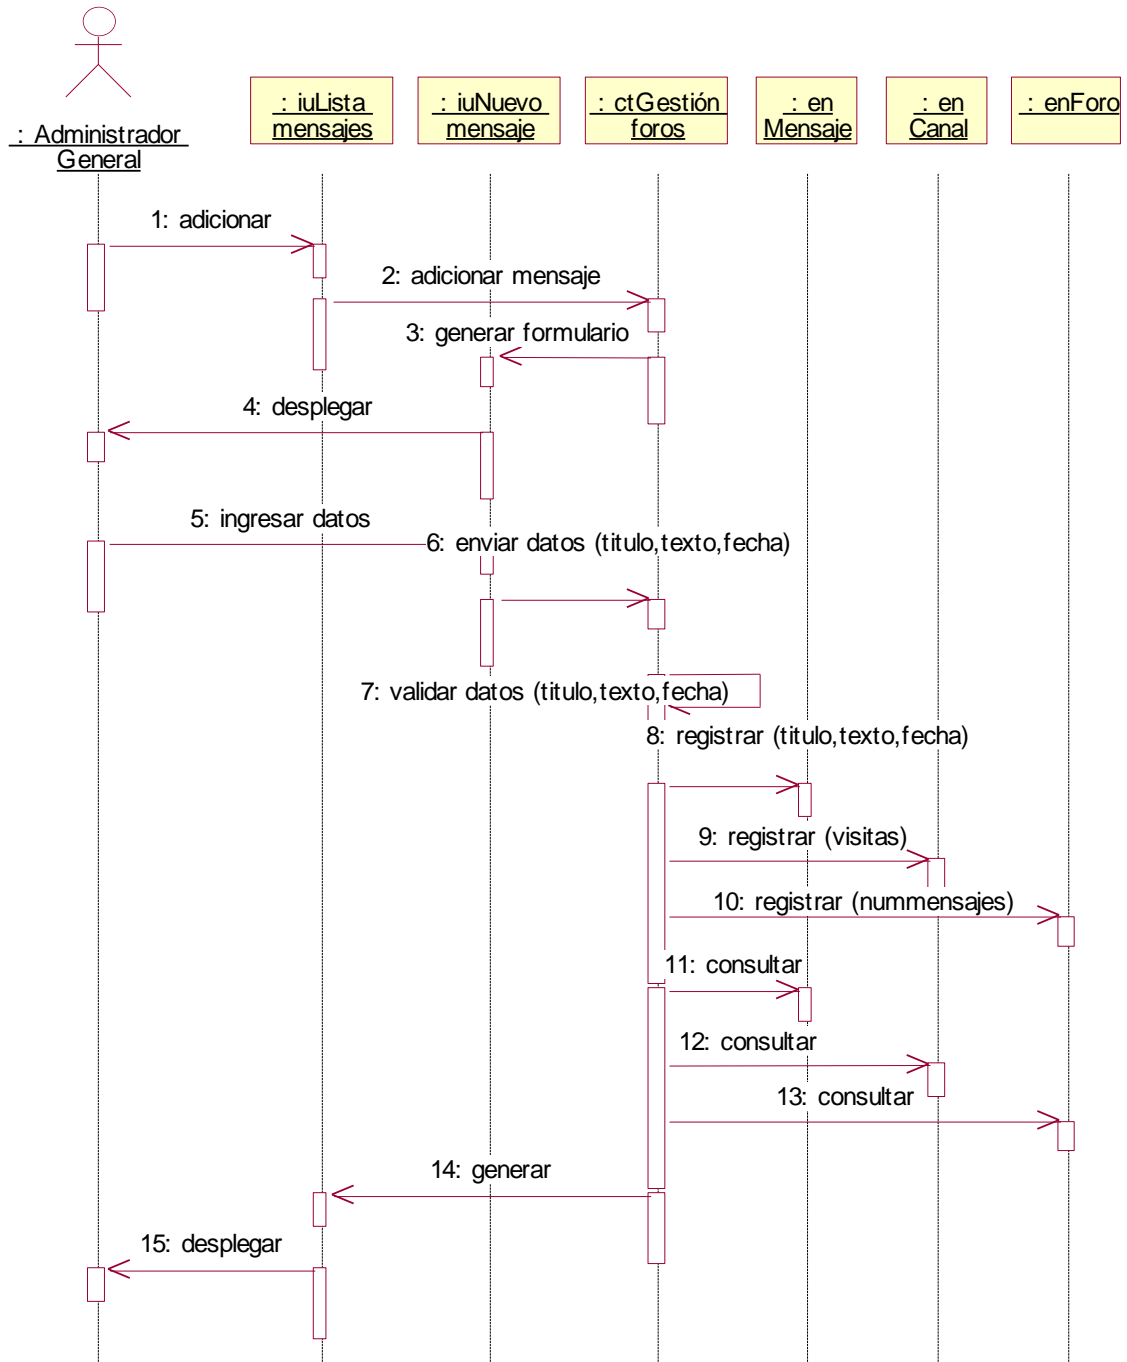 : Administrador
General
: iuLista
mensajes
: iuNuevo
mensaje
: ctGestión
foros
: en
Mensaje
: en
Canal
: enForo
1: adicionar
2: adicionar mensaje
3: generar formulario
4: desplegar
5: ingresar datos
6: enviar datos (titulo,texto,fecha)
7: validar datos (titulo,texto,fecha)
8: registrar (titulo,texto,fecha)
9: registrar (visitas)
10: registrar (nummensajes)
11: consultar
12: consultar
13: consultar
14: generar
15: desplegar